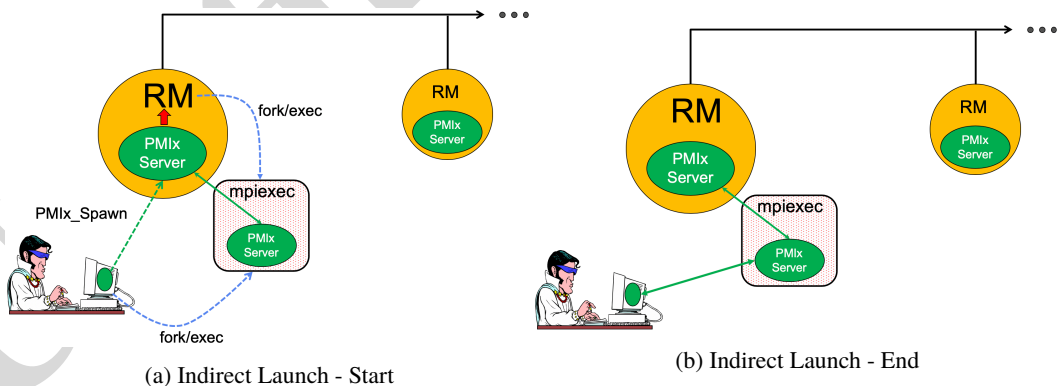 RM
fork/exec
PMIx
Server
mpiexec
PMIx_Spawn
PMIx
Server
fork/exec
RM
PMIx
Server
(a) Indirect Launch - Start
RM
PMIx
Server
mpiexec
PMIx
Server
RM
PMIx
Server
(b) Indirect Launch - End